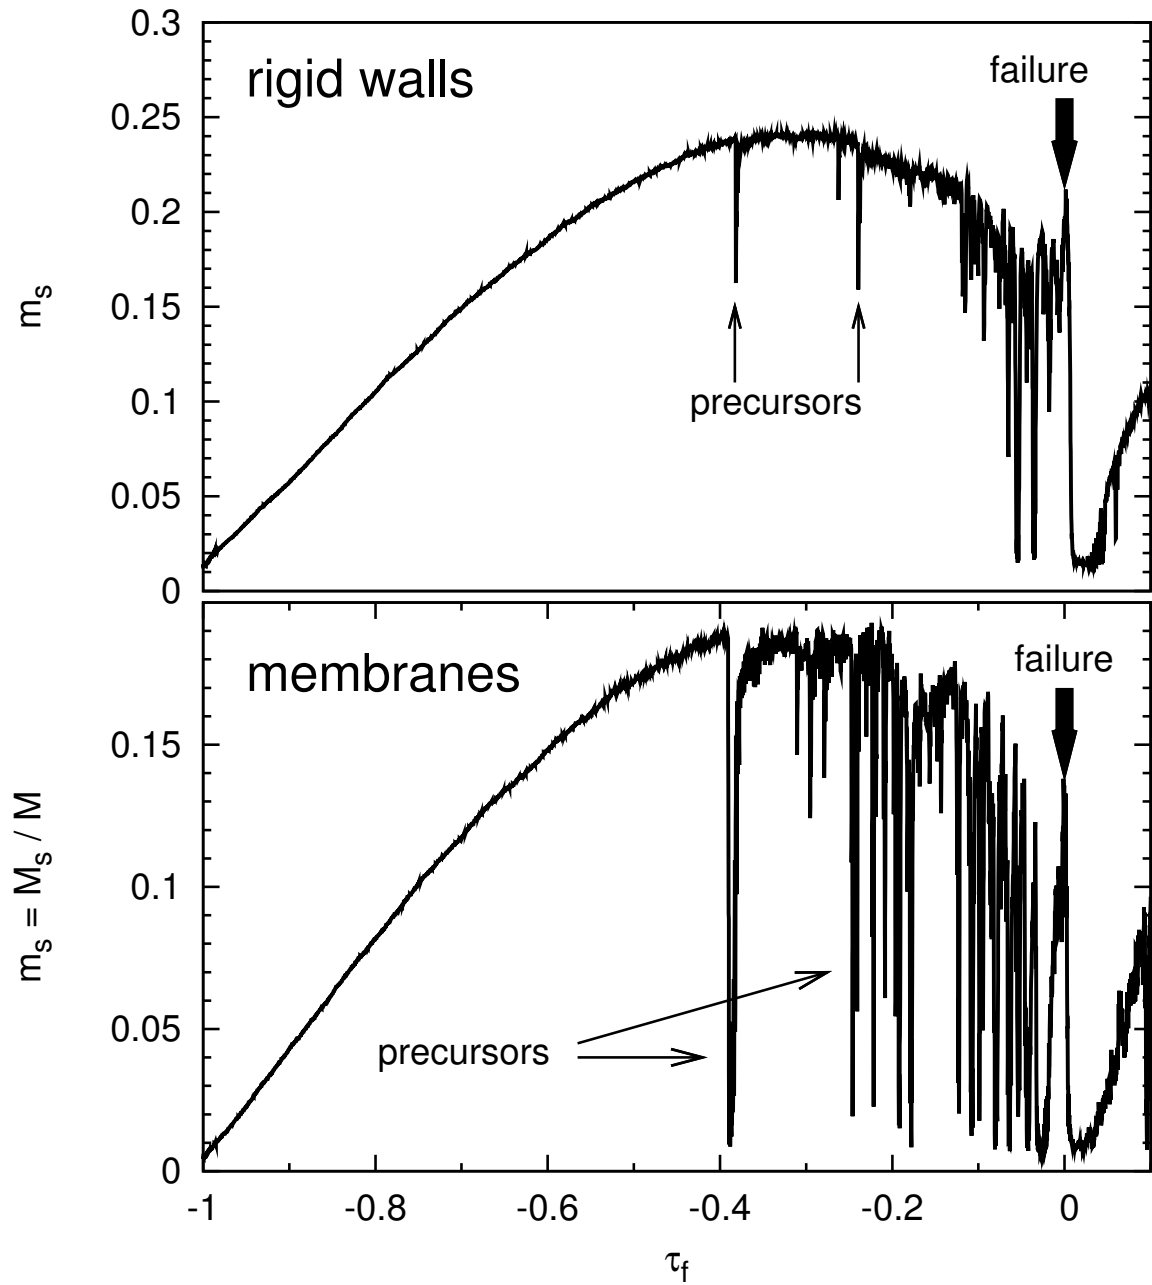 0.3
rigid walls
failure
0.25
0.2
m_s
0.15
precursors
0.1
0.05
0
membranes
failure
0.15
m_s = M_s / M
0.1
0.05
precursors
0
-1 -0.8 -0.6 -0.4 -0.2 0
τ_f